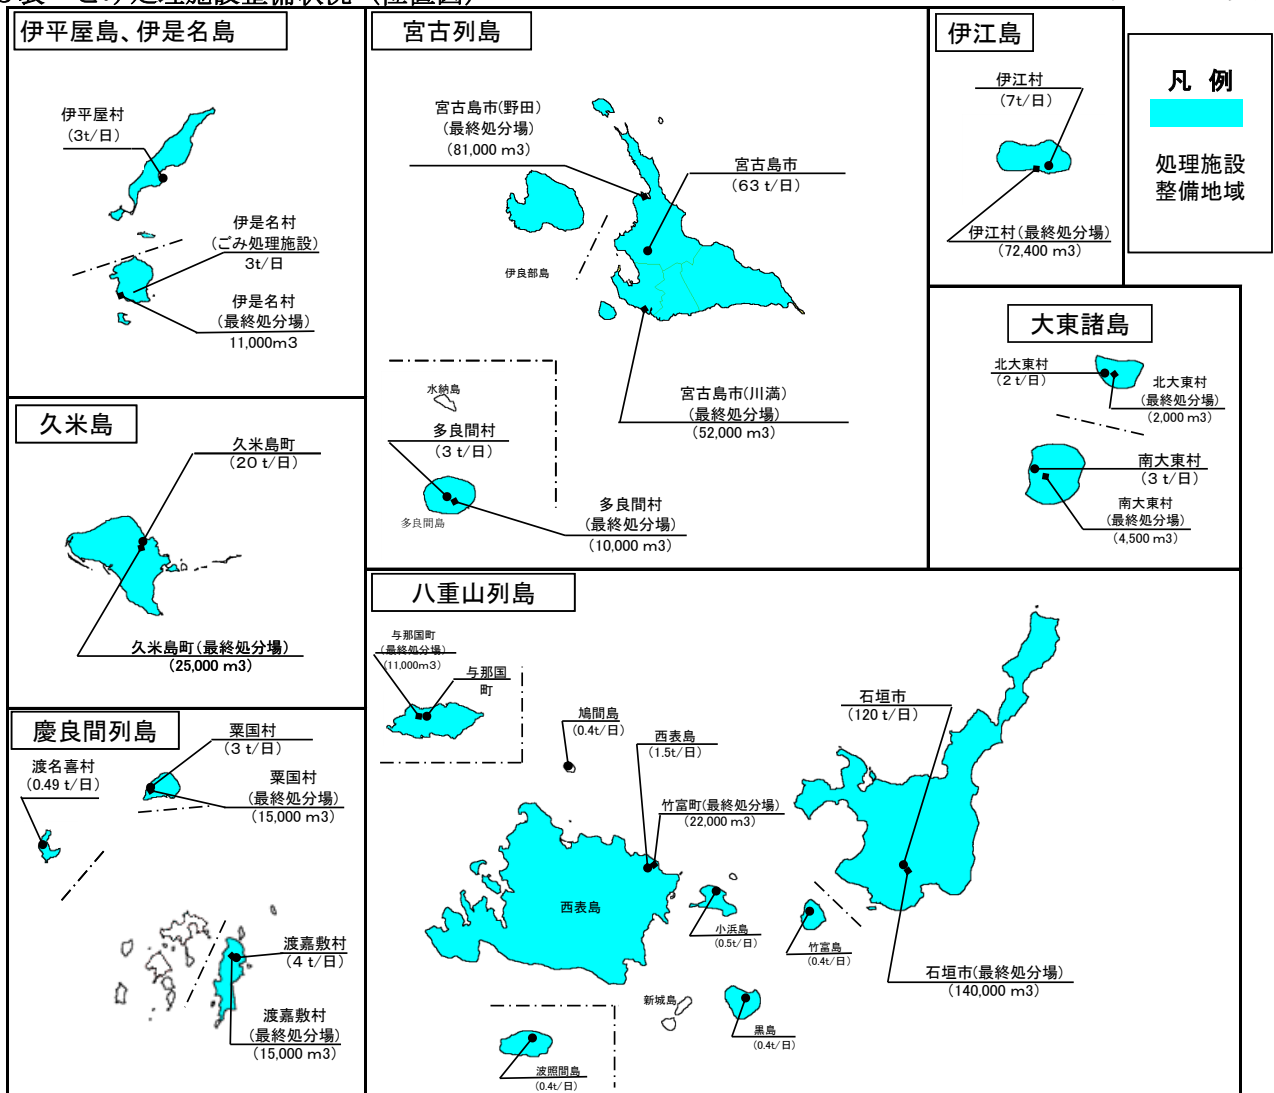 伊平屋島、伊是名島
伊平屋村
(3t/日)
伊是名村
(ごみ処理施設)
3t/日
伊是名村
(最終処分場)
11,000m3
宮古列島
宮古島市(野田)
(最終処分場)
(81,000 m3)
宮古島市
(63 t/日)
伊良部島
宮古島市(川満)
(最終処分場)
(52,000 m3)
水納島
多良間村
(3 t/日)
多良間島
多良間村
(最終処分場)
(10,000 m3)
伊江島
伊江村
(7t/日)
伊江村(最終処分場)
(72,400 m3)
凡 例
処理施設
整備地域
大東諸島
北大東村
(2 t/日)
北大東村
(最終処分場)
(2,000 m3)
南大東村
(3 t/日)
南大東村
(最終処分場)
(4,500 m3)
久米島
久米島町
(20 t/日)
久米島町(最終処分場)
(25,000 m3)
慶良間列島
粟国村
(3 t/日)
渡名喜村
(0.49 t/日)
粟国村
(最終処分場)
(15,000 m3)
渡嘉敷村
(4 t/日)
渡嘉敷村
(最終処分場)
(15,000 m3)
八重山列島
与那国町
(最終処分場)
(11,000m3)
与那国
町
鳩間島
(0.4t/日)
西表島
(1.5t/日)
竹富町(最終処分場)
(22,000 m3)
石垣市
(120 t/日)
西表島
小浜島
(0.5t/日)
竹富島
(0.4t/日)
石垣市(最終処分場)
(140,000 m3)
新城島
黒島
(0.4t/日)
波照間島
(0.4t/日)